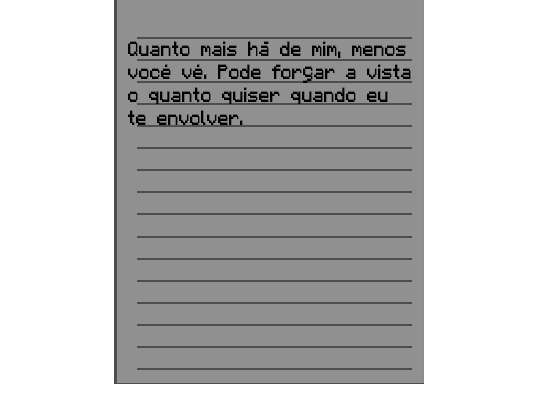 Quanto mais há de mim, menos
você vê. Pode forçar a vista
o quanto quiser quando eu
te envolver.